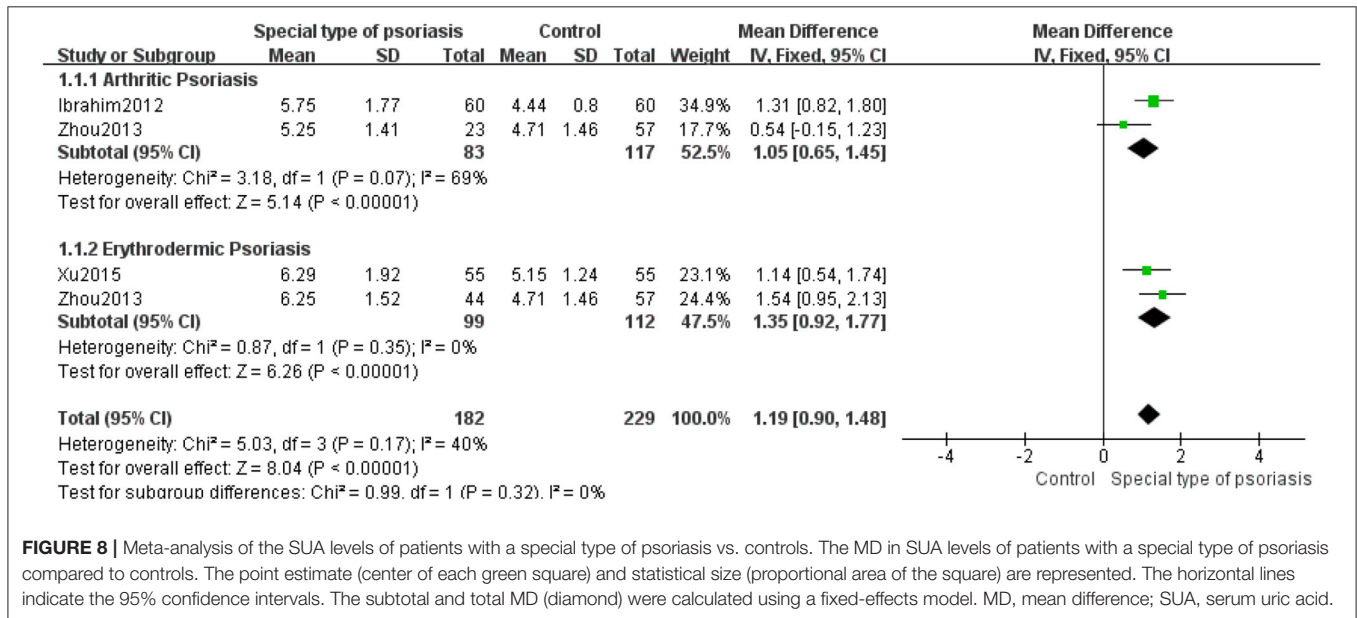 Special type of psoriasis Control Mean Difference Mean Difference
Study or Subgroup Mean SD Total Mean SD Total Weight IV, Fixed, 95% CI IV, Fixed, 95% CI
1.1.1 Arthritic Psoriasis
Ibrahim2012 5.75 1.77 60 4.44 0.8 60 34.9% 1.31 [0.82, 1.80]
Zhou2013 5.25 1.41 23 4.71 1.46 57 17.7% 0.54 [-0.15, 1.23]
Subtotal (95% CI) 83 117 52.5% 1.05 [0.65, 1.45]
Heterogeneity: Chi² = 3.18, df = 1 (P = 0.07); I² = 69%
Test for overall effect: Z = 5.14 (P < 0.00001)
1.1.2 Erythrodermic Psoriasis
Xu2015 6.29 1.92 55 5.15 1.24 55 23.1% 1.14 [0.54, 1.74]
Zhou2013 6.25 1.52 44 4.71 1.46 57 24.4% 1.54 [0.95, 2.13]
Subtotal (95% CI) 99 112 47.5% 1.35 [0.92, 1.77]
Heterogeneity: Chi² = 0.87, df = 1 (P = 0.35); I² = 0%
Test for overall effect: Z = 6.26 (P < 0.00001)
Total (95% CI) 182 229 100.0% 1.19 [0.90, 1.48]
Heterogeneity: Chi² = 5.03, df = 3 (P = 0.17); I² = 40%
Test for overall effect: Z = 8.04 (P < 0.00001)
Test for subgroup differences: Chi² = 0.99. df = 1 (P = 0.32). I² = 0%
-4 -2 0 2 4
Control Special type of psoriasis
FIGURE 8 | Meta-analysis of the SUA levels of patients with a special type of psoriasis vs. controls. The MD in SUA levels of patients with a special type of psoriasis
compared to controls. The point estimate (center of each green square) and statistical size (proportional area of the square) are represented. The horizontal lines
indicate the 95% confidence intervals. The subtotal and total MD (diamond) were calculated using a fixed-effects model. MD, mean difference; SUA, serum uric acid.